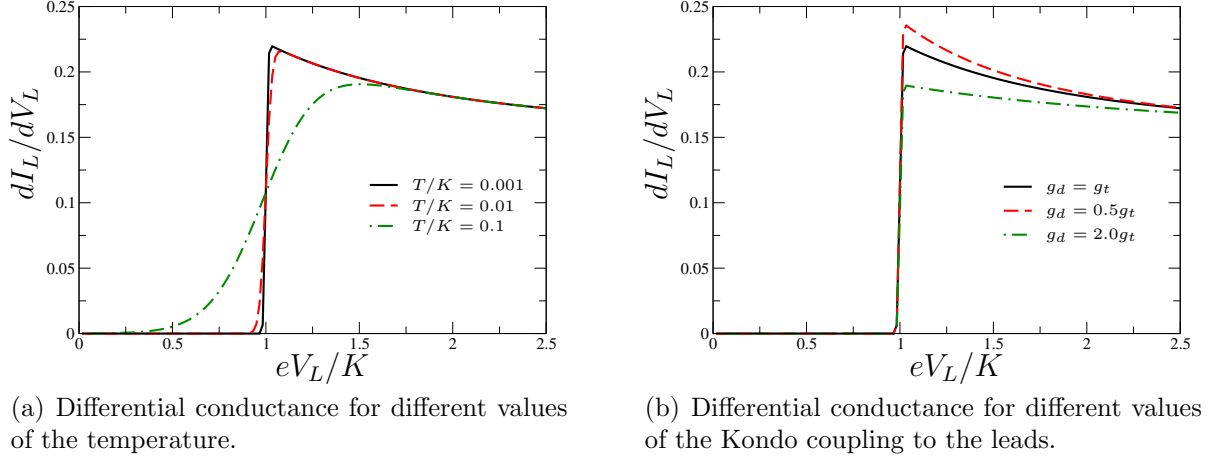 0.25
0.2
0.15
0.1
0.05
0
dI_L/dV_L
T/K = 0.001
T/K = 0.01
T/K = 0.1
0 0.5 1 1.5 2 2.5
eV_L/K
(a) Differential conductance for different values
of the temperature.
0.25
0.2
0.15
0.1
0.05
0
dI_L/dV_L
g_d = g_t
g_d = 0.5g_t
g_d = 2.0g_t
0 0.5 1 1.5 2 2.5
eV_L/K
(b) Differential conductance for different values
of the Kondo coupling to the leads.